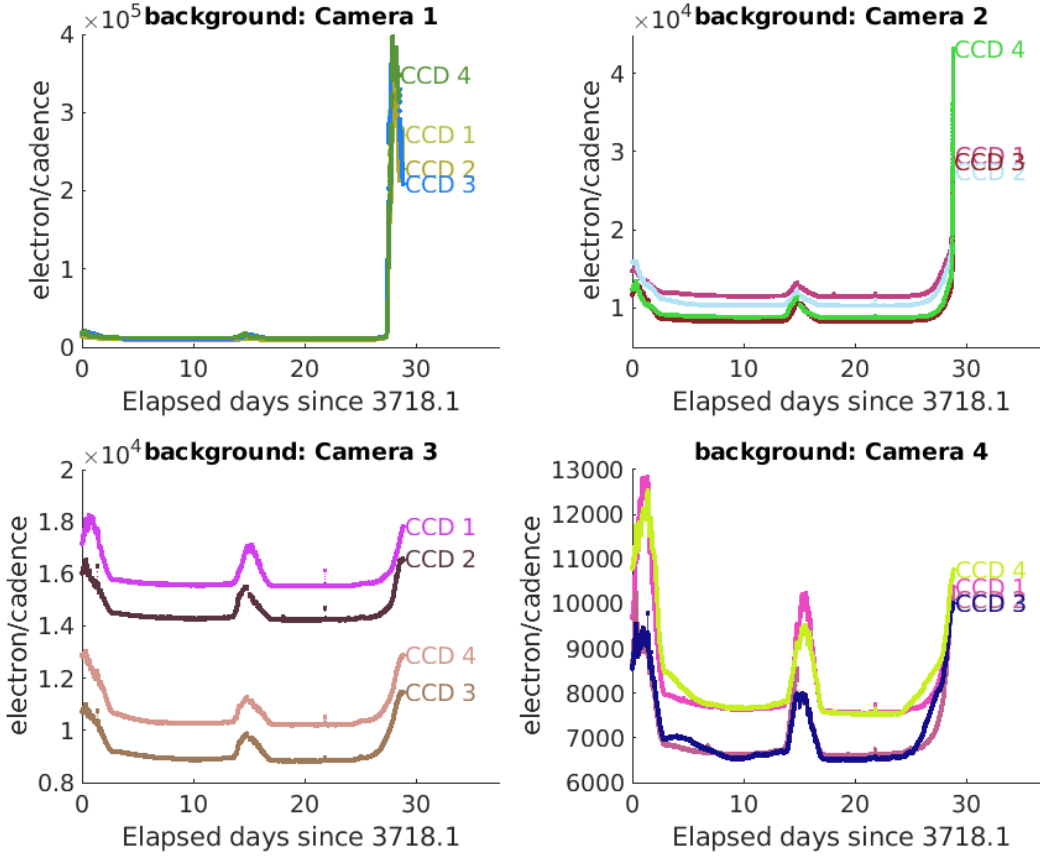 ×10^5 background: Camera 1
4
3
2
1
0
electron/cadence
CCD 4
CCD 1
CCD 2
CCD 3
0 10 20 30
Elapsed days since 3718.1
×10^4 background: Camera 2
4
3
2
1
electron/cadence
CCD 4
CCD 1
CCD 3
CCD 2
0 10 20 30
Elapsed days since 3718.1
×10^4 background: Camera 3
2
1.8
1.6
1.4
1.2
1
0.8
electron/cadence
CCD 1
CCD 2
CCD 4
CCD 3
0 10 20 30
Elapsed days since 3718.1
background: Camera 4
13000
12000
11000
10000
9000
8000
7000
6000
electron/cadence
CCD 4
CCD 1
CCD 3
0 10 20 30
Elapsed days since 3718.1